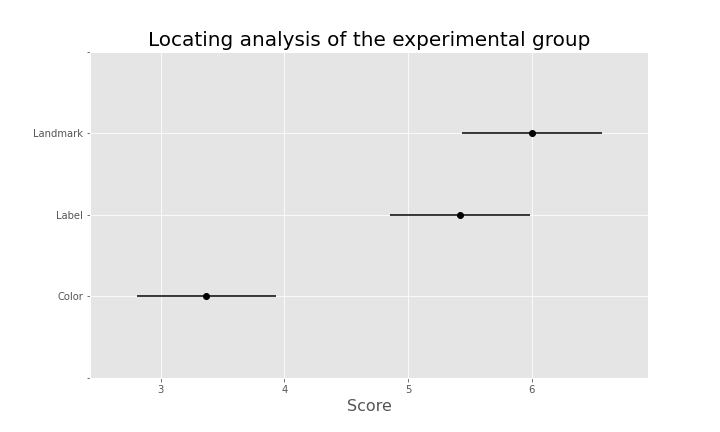 Locating analysis of the experimental group
Landmark
Label
Color
3 4 5 6
Score